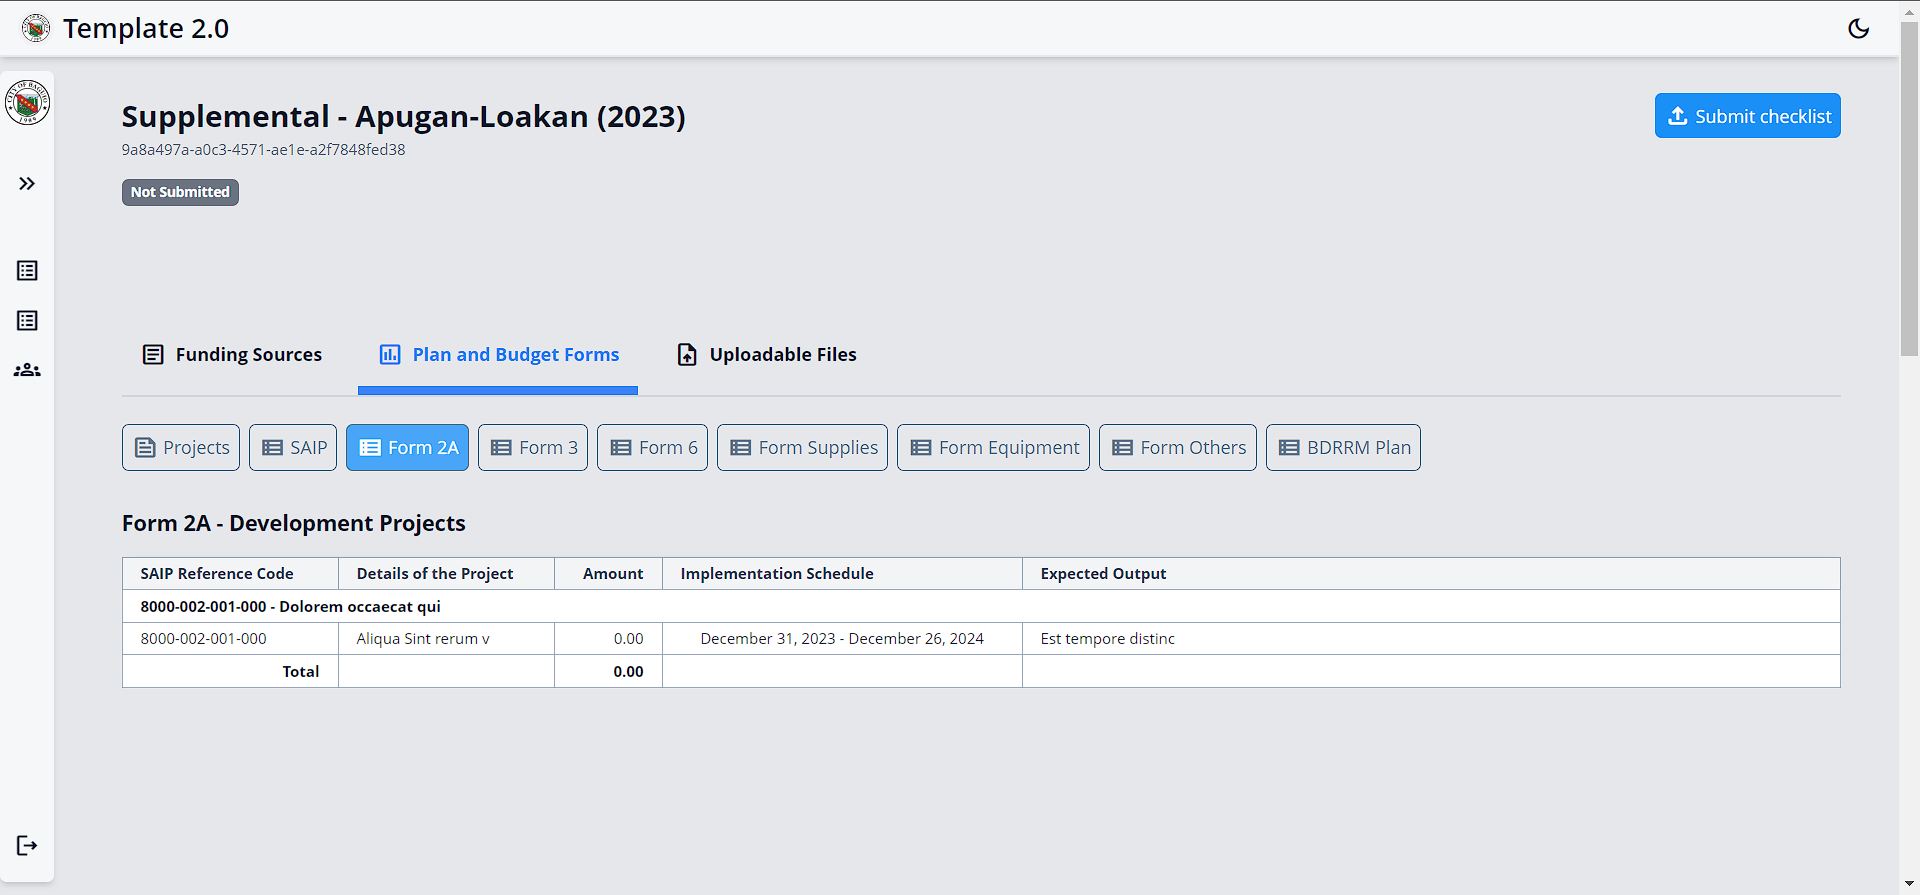 Template 2.0
Supplemental - Apugan-Loakan (2023)
Submit checklist
9a8a497a-a0c3-4571-ae1e-a2f7848fed38
Not Submitted
Funding Sources Plan and Budget Forms Uploadable Files
Projects SAIP Form 2A Form 3 Form 6 Form Supplies Form Equipment Form Others BDRRM Plan
Form 2A - Development Projects
SAIP Reference Code Details of the Project Amount Implementation Schedule Expected Output
8000-002-001-000 - Dolorem occaecat qui
8000-002-001-000 Aliqua Sint rerum v 0.00 December 31, 2023 - December 26, 2024 Est tempore distinc
Total 0.00